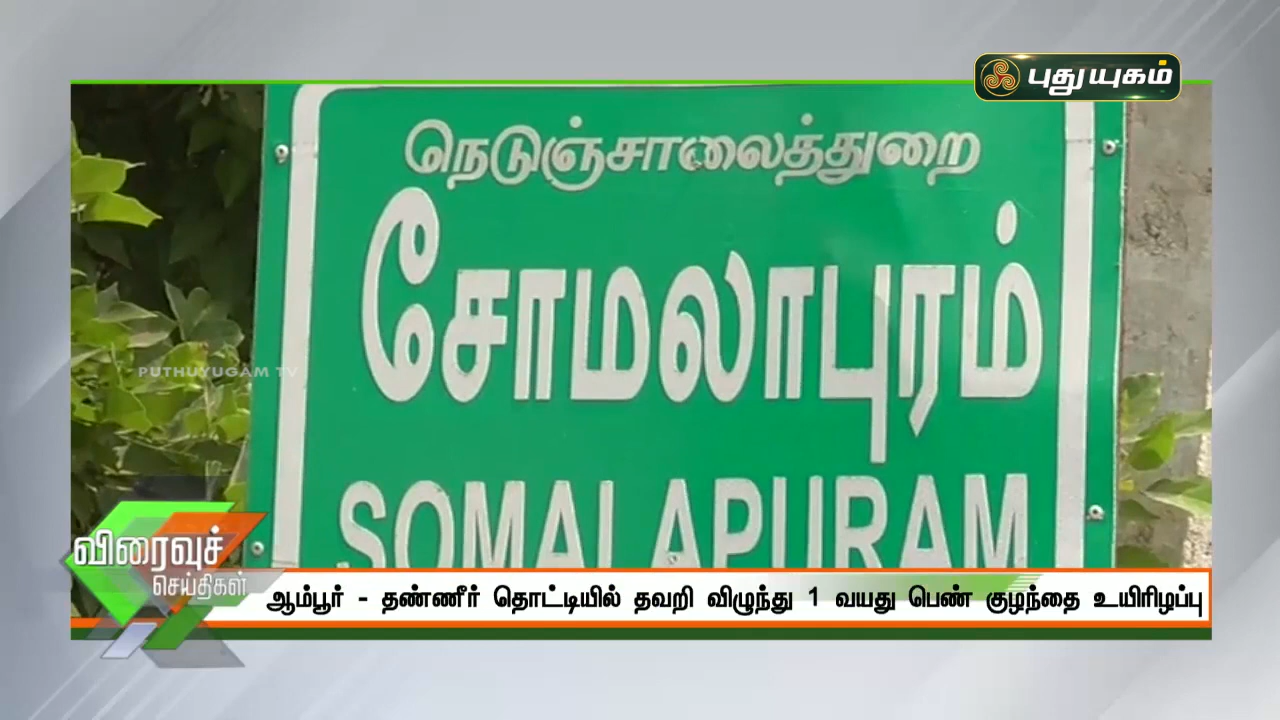 புதுயுகம்
நெடுஞ்சாலைத்துறை
சோமலாபுரம்
PUTHUYUGAM TV
SOMALAPURAM
விரைவுச்
செய்திகள்
ஆம்பூர் - தண்ணீர் தொட்டியில் தவறி விழுந்து 1 வயது பெண் குழந்தை உயிரிழப்பு